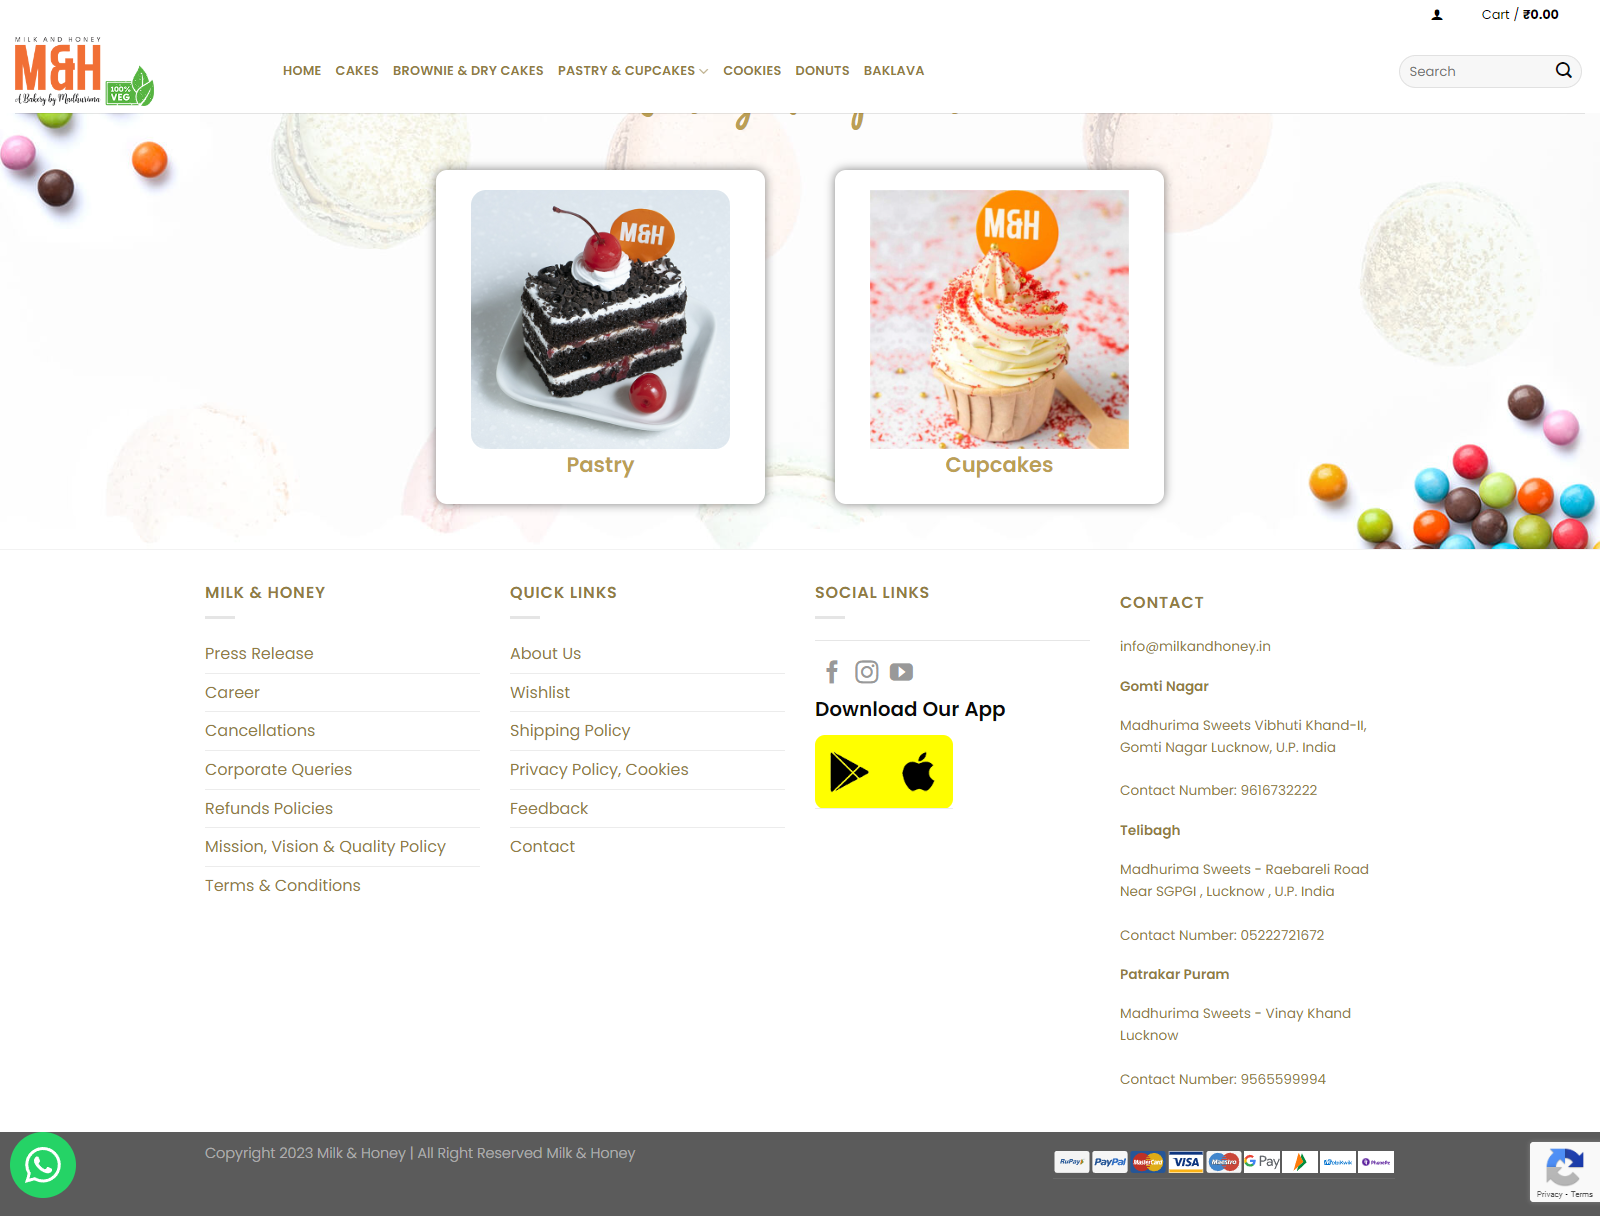 Cart / ₹0.00
MILK AND HONEY
M&H
A Bakery by Madhurima
100%
VEG
HOME
CAKES
BROWNIE & DRY CAKES
PASTRY & CUPCAKES
COOKIES
DONUTS
BAKLAVA
Search
M&H
Pastry
M&H
Cupcakes
MILK & HONEY
Press Release
Career
Cancellations
Corporate Queries
Refunds Policies
Mission, Vision & Quality Policy
Terms & Conditions
QUICK LINKS
About Us
Wishlist
Shipping Policy
Privacy Policy, Cookies
Feedback
Contact
SOCIAL LINKS
Download Our App
CONTACT
info@milkandhoney.in
Gomti Nagar
Madhurima Sweets Vibhuti Khand-II,
Gomti Nagar Lucknow, U.P. India
Contact Number: 9616732222
Telibagh
Madhurima Sweets - Raebareli Road
Near SGPGI , Lucknow , U.P. India
Contact Number: 05222721672
Patrakar Puram
Madhurima Sweets - Vinay Khand
Lucknow
Contact Number: 9565599994
Copyright 2023 Milk & Honey | All Right Reserved Milk & Honey
RuPay
PayPal
MasterCard
VISA
Maestro
G Pay
MobiKwik
PhonePe
Privacy - Terms